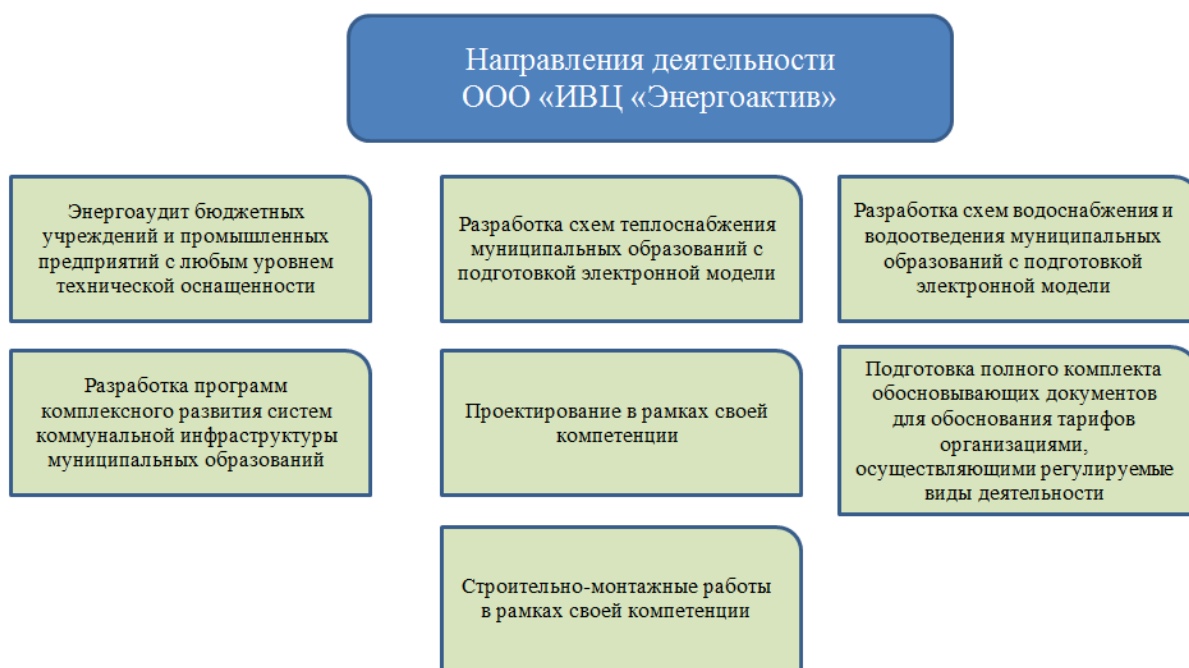 Направления деятельности
ООО «ИВЦ «Энергоактив»
Энергоаудит бюджетных
учреждений и промышленных
предприятий с любым уровнем
технической оснащенности
Разработка схем теплоснабжения
муниципальных образований с
подготовкой электронной модели
Разработка схем водоснабжения и
водоотведения муниципальных
образований с подготовкой
электронной модели
Разработка программ
комплексного развития систем
коммунальной инфраструктуры
муниципальных образований
Проектирование в рамках своей
компетенции
Подготовка полного комплекта
обосновывающих документов
для обоснования тарифов
организациями,
осуществляющими регулируемые
виды деятельности
Строительно-монтажные работы
в рамках своей компетенции